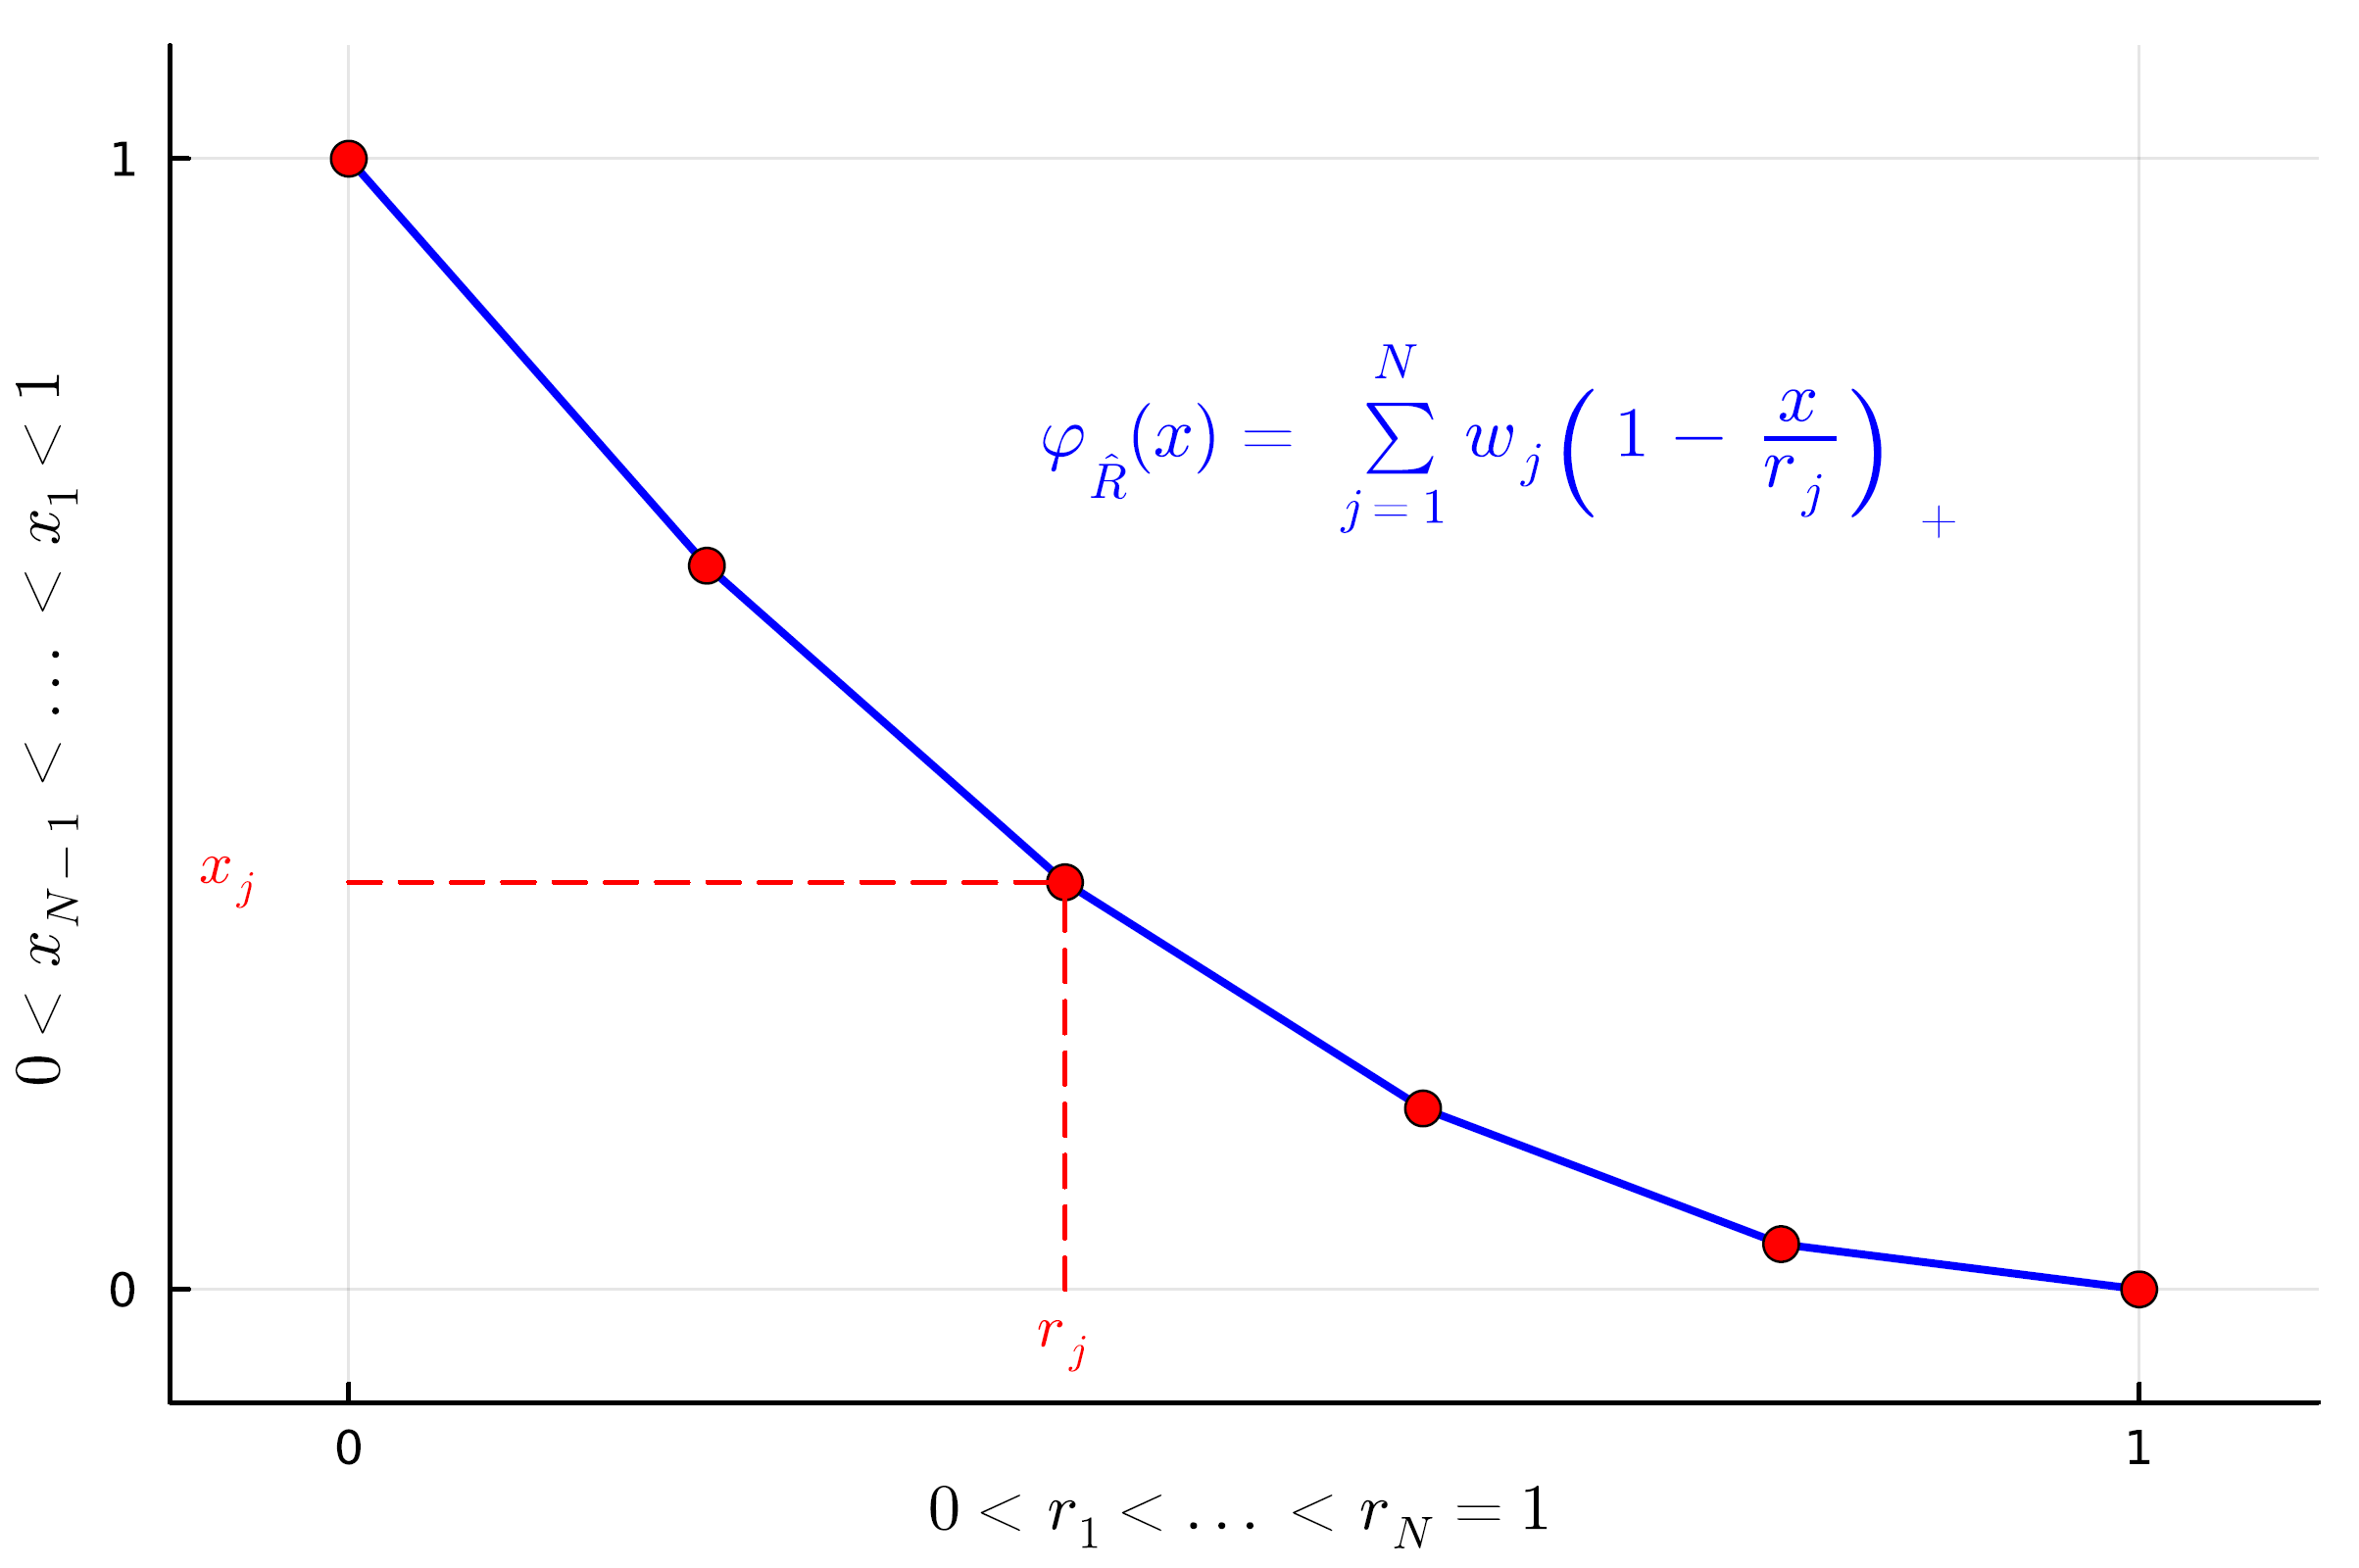 1
φ_R̂(x) = ∑_{j=1}^{N} w_j (1 − x/r_j)_+
0 < x_{N−1} < … < x_1 < 1
x_j
0
r_j
0
1
0 < r_1 < … < r_N = 1